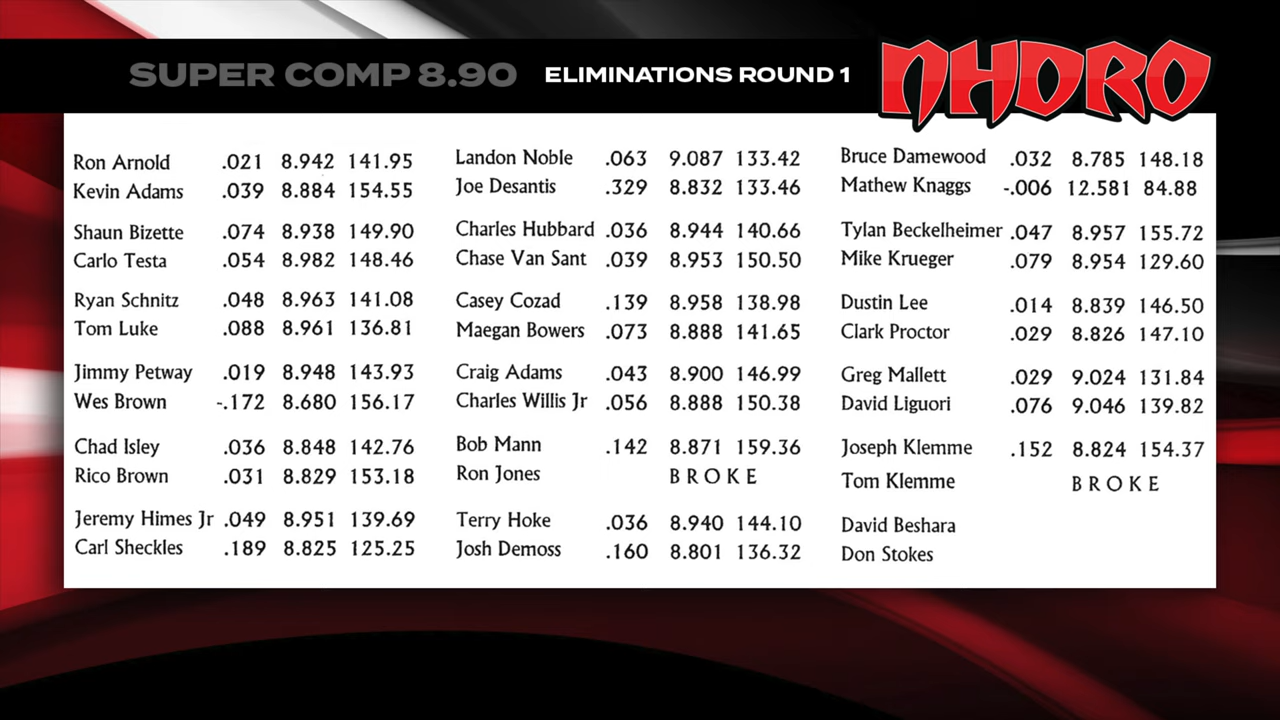 SUPER COMP 8.90 ELIMINATIONS ROUND 1 NHDRO
Ron Arnold .021 8.942 141.95
Kevin Adams .039 8.884 154.55
Shaun Bizette .074 8.938 149.90
Carlo Testa .054 8.982 148.46
Ryan Schnitz .048 8.963 141.08
Tom Luke .088 8.961 136.81
Jimmy Petway .019 8.948 143.93
Wes Brown -.172 8.680 156.17
Chad Isley .036 8.848 142.76
Rico Brown .031 8.829 153.18
Jeremy Himes Jr .049 8.951 139.69
Carl Sheckles .189 8.825 125.25
Landon Noble .063 9.087 133.42
Joe Desantis .329 8.832 133.46
Charles Hubbard .036 8.944 140.66
Chase Van Sant .039 8.953 150.50
Casey Cozad .139 8.958 138.98
Maegan Bowers .073 8.888 141.65
Craig Adams .043 8.900 146.99
Charles Willis Jr .056 8.888 150.38
Bob Mann .142 8.871 159.36
Ron Jones B R O K E
Terry Hoke .036 8.940 144.10
Josh Demoss .160 8.801 136.32
Bruce Damewood .032 8.785 148.18
Mathew Knaggs -.006 12.581 84.88
Tylan Beckelheimer .047 8.957 155.72
Mike Krueger .079 8.954 129.60
Dustin Lee .014 8.839 146.50
Clark Proctor .029 8.826 147.10
Greg Mallett .029 9.024 131.84
David Liguori .076 9.046 139.82
Joseph Klemme .152 8.824 154.37
Tom Klemme B R O K E
David Beshara
Don Stokes